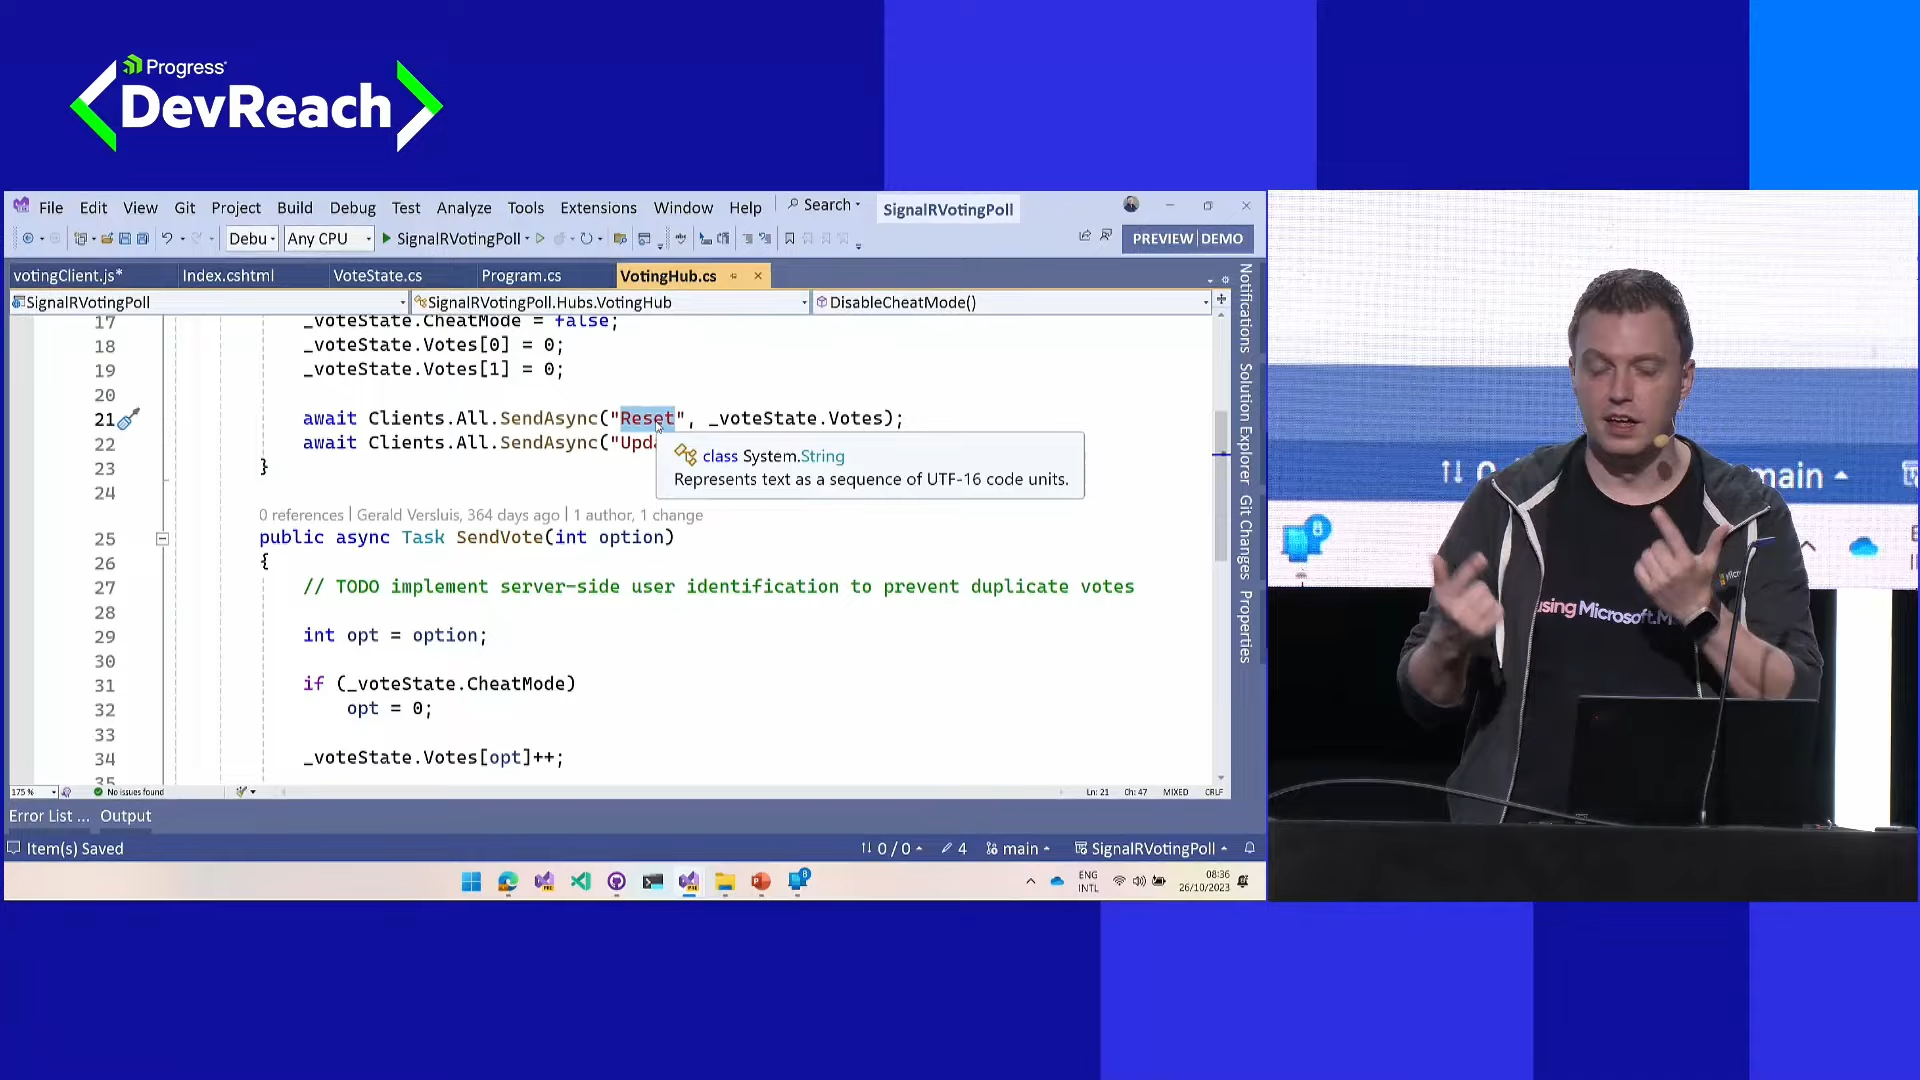 Progress
DevReach
File Edit View Git Project Build Debug Test Analyze Tools Extensions Window Help Search SignalRVotingPoll
Debu Any CPU SignalRVotingPoll PREVIEW DEMO
votingClient.js* Index.cshtml VoteState.cs Program.cs VotingHub.cs
SignalRVotingPoll SignalRVotingPoll.Hubs.VotingHub DisableCheatMode()
17 _voteState.CheatMode = false;
18 _voteState.Votes[0] = 0;
19 _voteState.Votes[1] = 0;
20
21 await Clients.All.SendAsync("Reset", _voteState.Votes);
22 await Clients.All.SendAsync("Upda
class System.String
Represents text as a sequence of UTF-16 code units.
23 }
24
0 references | Gerald Versluis, 364 days ago | 1 author, 1 change
25 public async Task SendVote(int option)
26 {
27 // TODO implement server-side user identification to prevent duplicate votes
28
29 int opt = option;
30
31 if (_voteState.CheatMode)
32 opt = 0;
33
34 _voteState.Votes[opt]++;
35
175 % No issues found Ln: 21 Ch: 47 MIXED CRLF
Error List ... Output
Item(s) Saved 0 / 0 4 main SignalRVotingPoll
8 ENG INTL 08:36 26/10/2023
Notifications
Solution Explorer
Git Changes
Properties
main
8
using Microsoft.M